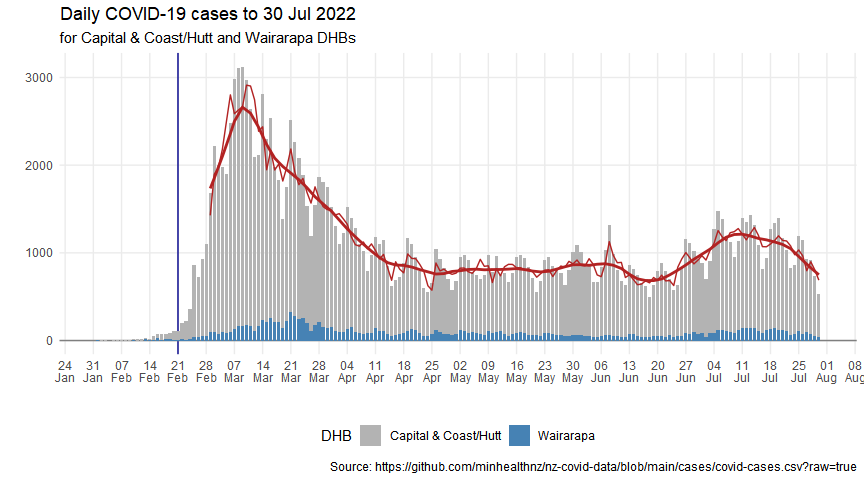 Daily COVID-19 cases to 30 Jul 2022
for Capital & Coast/Hutt and Wairarapa DHBs
3000
2000
1000
0
24 31 07 14 21 28 07 14 21 28 04 11 18 25 02 09 16 23 30 06 13 20 27 04 11 18 25 01 08
Jan Jan Feb Feb Feb Feb Mar Mar Mar Mar Apr Apr Apr Apr May May May May May Jun Jun Jun Jun Jul Jul Jul Jul Aug Aug
DHB Capital & Coast/Hutt Wairarapa
Source: https://github.com/minhealthnz/nz-covid-data/blob/main/cases/covid-cases.csv?raw=true